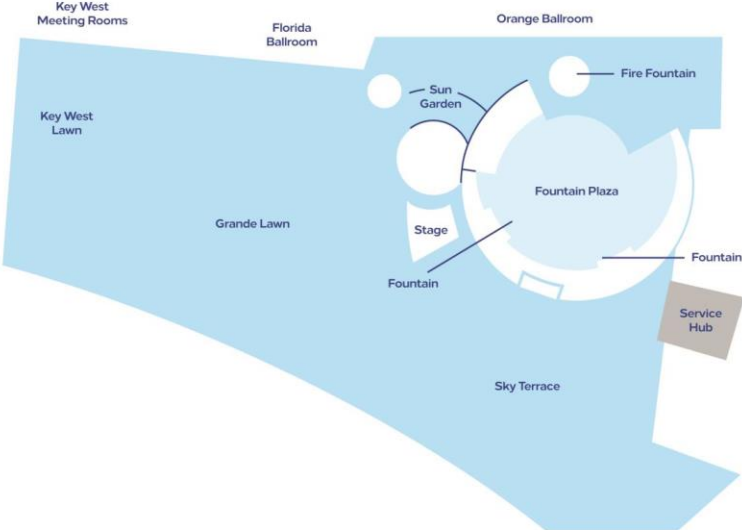 Key West
Meeting Rooms
Florida
Ballroom
Orange Ballroom
Fire Fountain
Sun
Garden
Key West
Lawn
Fountain Plaza
Grande Lawn
Stage
Fountain
Fountain
Service
Hub
Sky Terrace